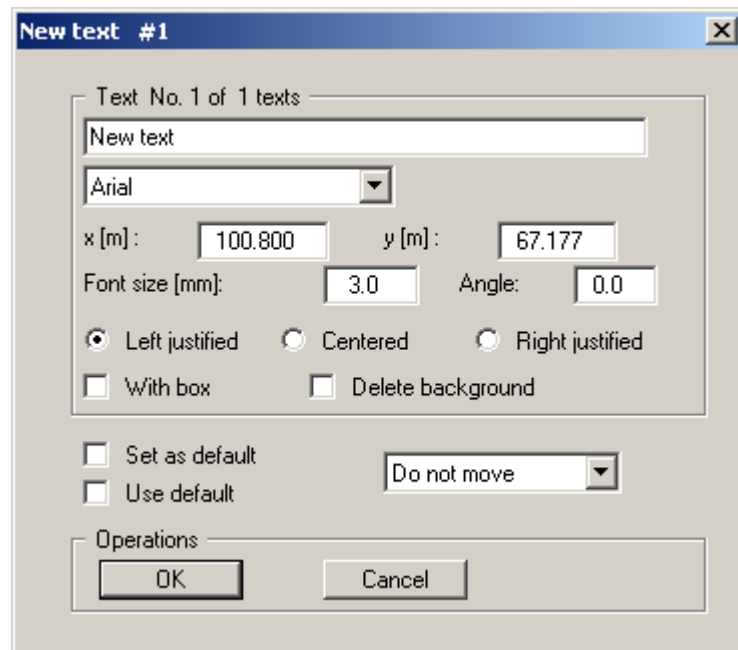 New text #1
Text No. 1 of 1 texts
New text
Arial
x [m] : 100.800 y [m] : 67.177
Font size [mm]: 3.0 Angle: 0.0
Left justified Centered Right justified
With box Delete background
Set as default
Do not move
Use default
Operations
OK Cancel